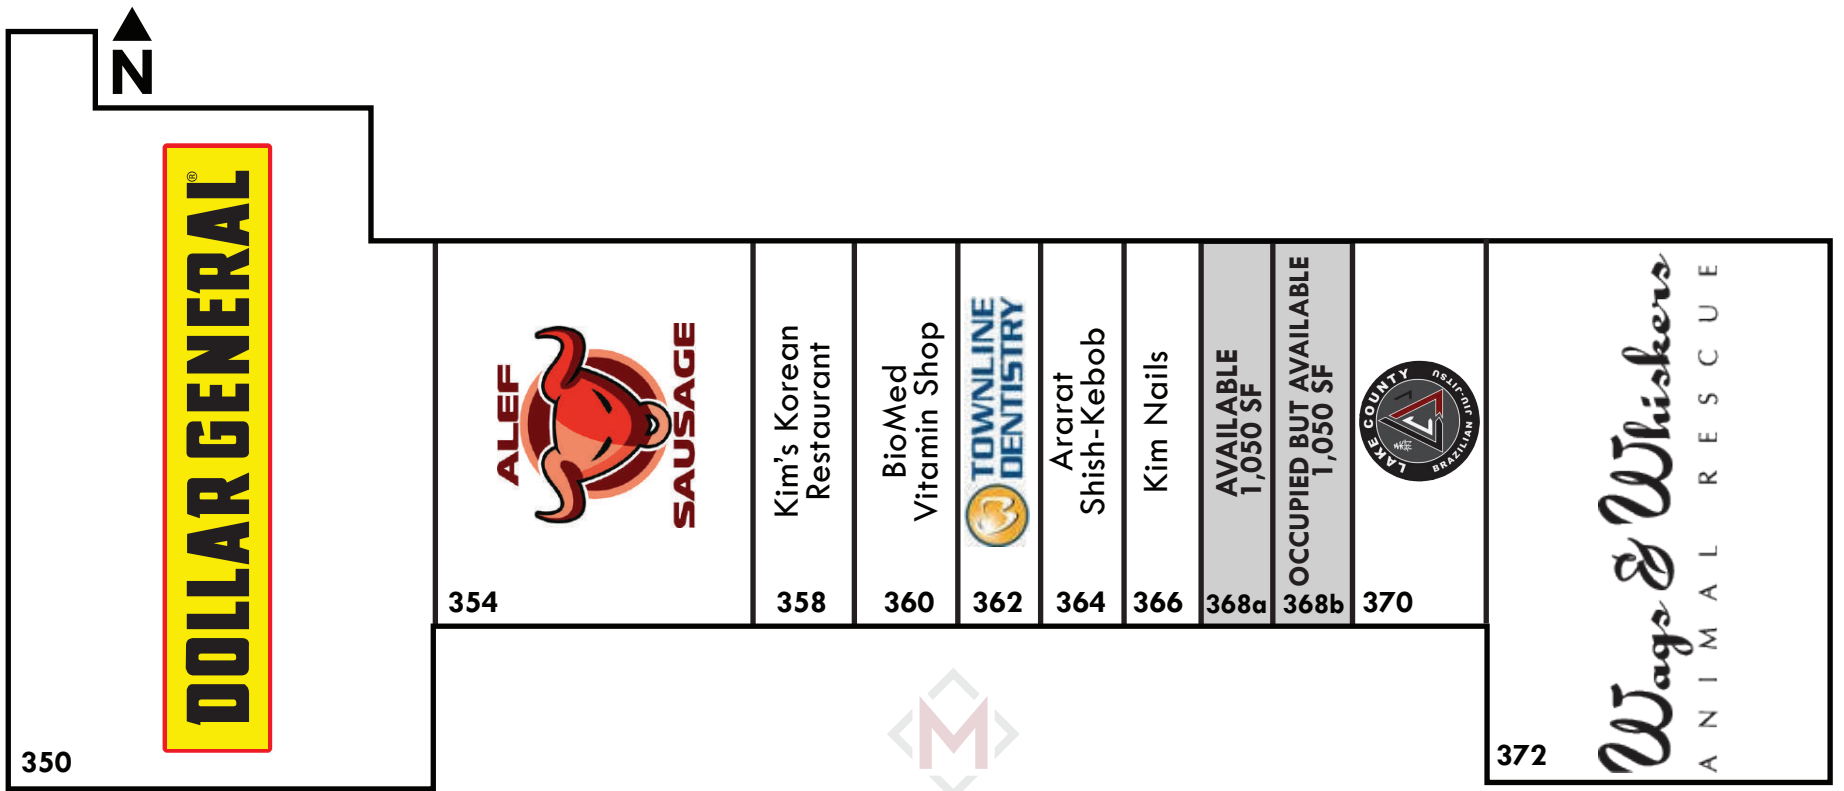 N
DOLLAR GENERAL®
350
ALEF
SAUSAGE
354
Kim's Korean
Restaurant
358
BioMed
Vitamin Shop
360
TOWNLINE
DENTISTRY
362
Ararat
Shish-Kebob
364
Kim Nails
366
AVAILABLE
1,050 SF
368a
OCCUPIED BUT AVAILABLE
1,050 SF
368b
LAKE COUNTY
BRAZILIAN JIU-JITSU
370
Wags & Whiskers
ANIMAL RESCUE
372
M